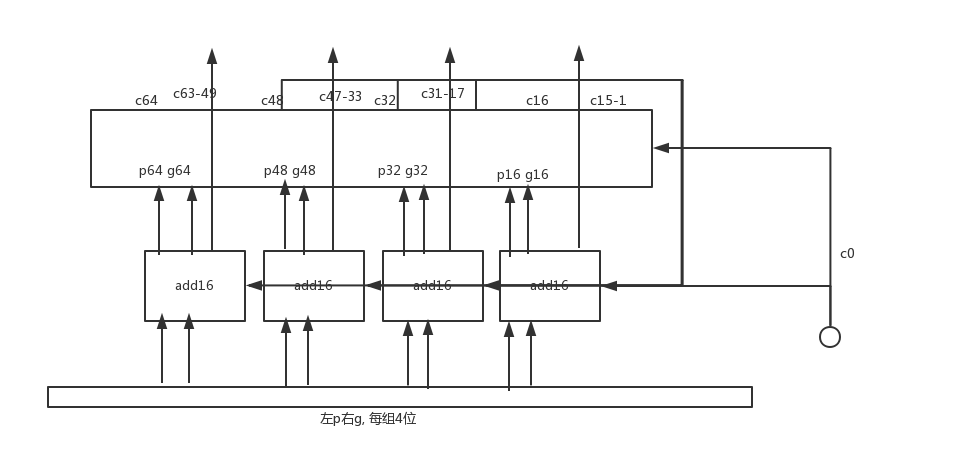 c64 c63-49 c48 c47-33 c32 c31-17 c16 c15-1
p64 g64 p48 g48 p32 g32 p16 g16
c0
add16 add16 add16 add16
左p右g, 每组4位